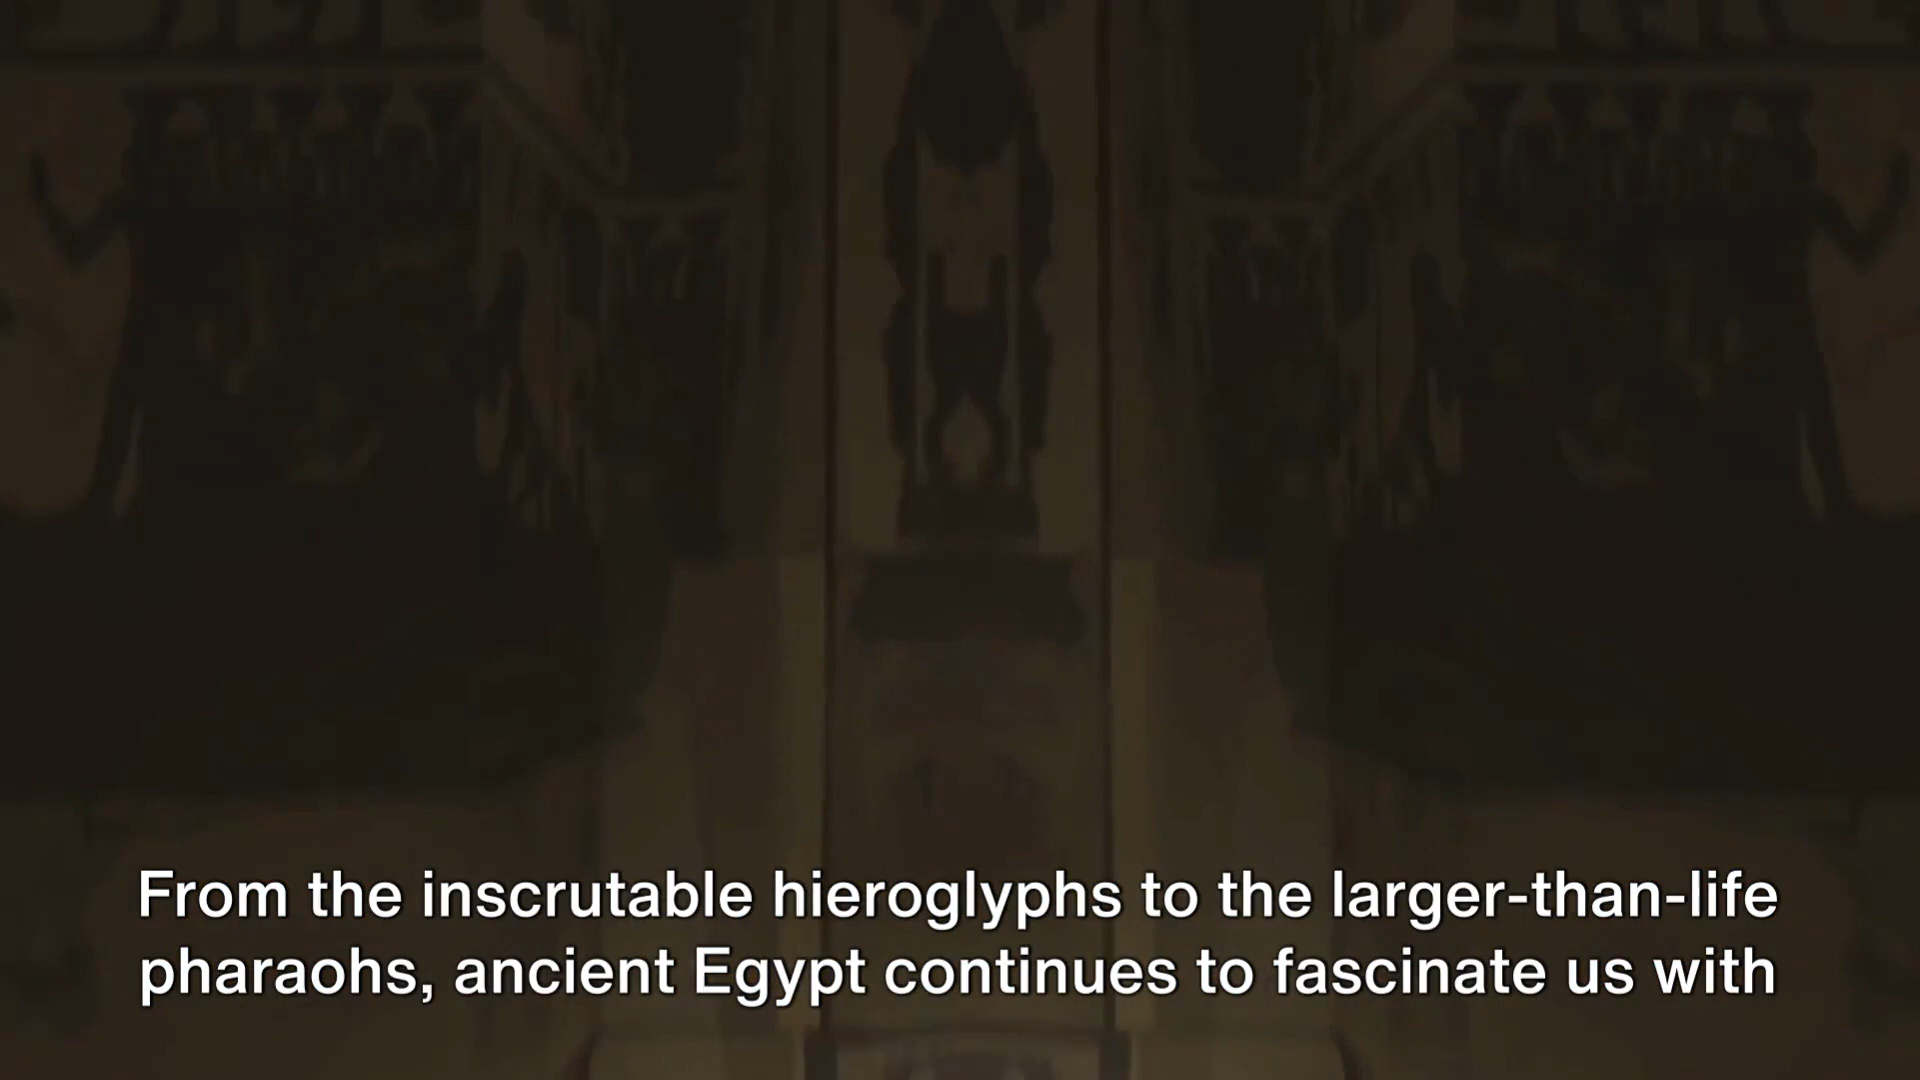 From the inscrutable hieroglyphs to the larger-than-life
pharaohs, ancient Egypt continues to fascinate us with